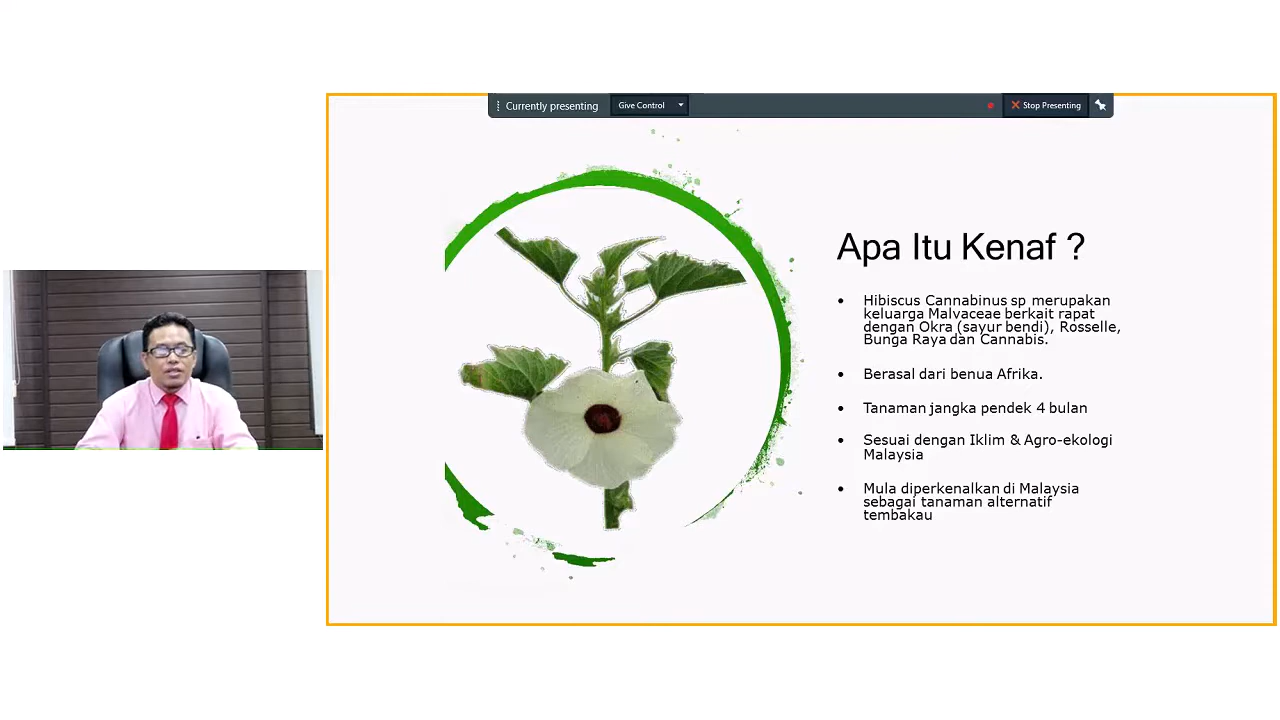 Currently presenting
Give Control
Stop Presenting
Apa Itu Kenaf ?
• Hibiscus Cannabinus sp merupakan
keluarga Malvaceae berkait rapat
dengan Okra (sayur bendi), Rosselle,
Bunga Raya dan Cannabis.
• Berasal dari benua Afrika.
• Tanaman jangka pendek 4 bulan
• Sesuai dengan Iklim & Agro-ekologi
Malaysia
• Mula diperkenalkan di Malaysia
sebagai tanaman alternatif
tembakau